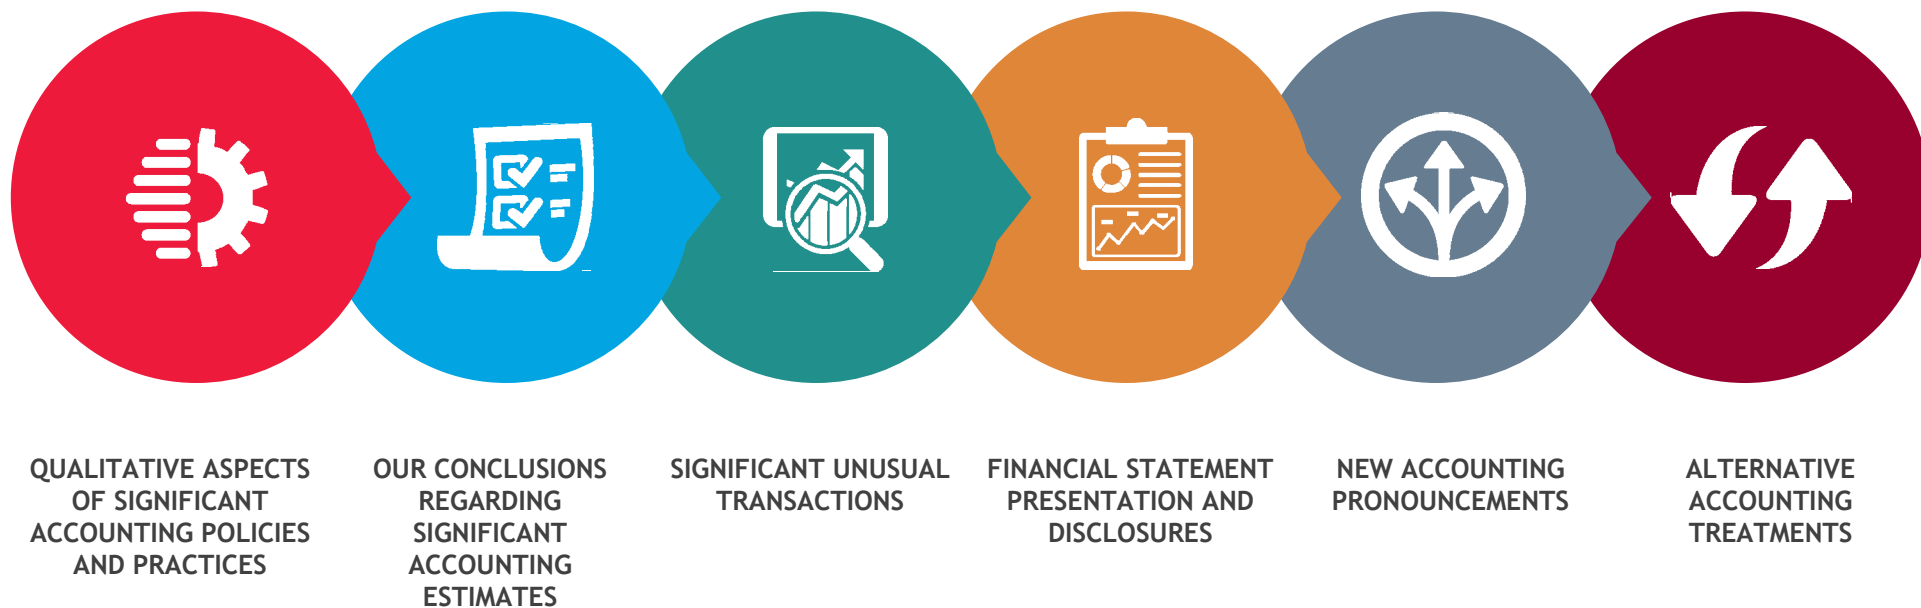 QUALITATIVE ASPECTS
OF SIGNIFICANT
ACCOUNTING POLICIES
AND PRACTICES
OUR CONCLUSIONS
REGARDING
SIGNIFICANT
ACCOUNTING
ESTIMATES
SIGNIFICANT UNUSUAL
TRANSACTIONS
FINANCIAL STATEMENT
PRESENTATION AND
DISCLOSURES
NEW ACCOUNTING
PRONOUNCEMENTS
ALTERNATIVE
ACCOUNTING
TREATMENTS